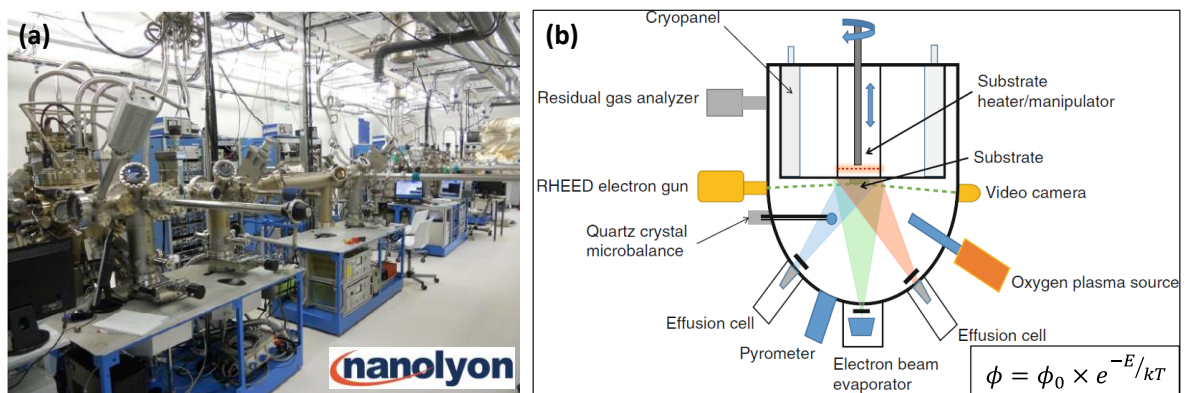 (a)
nanolyon
(b)
Cryopanel
Residual gas analyzer
Substrate
heater/manipulator
Substrate
RHEED electron gun
Video camera
Quartz crystal
microbalance
Oxygen plasma source
Effusion cell
Effusion cell
Pyrometer
Electron beam
evaporator
ϕ = ϕ₀ × e^(−E/kT)